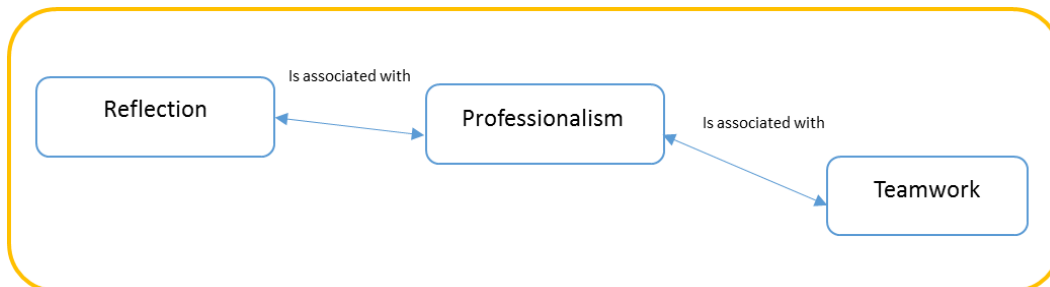 Is associated with
Reflection
Professionalism
Is associated with
Teamwork